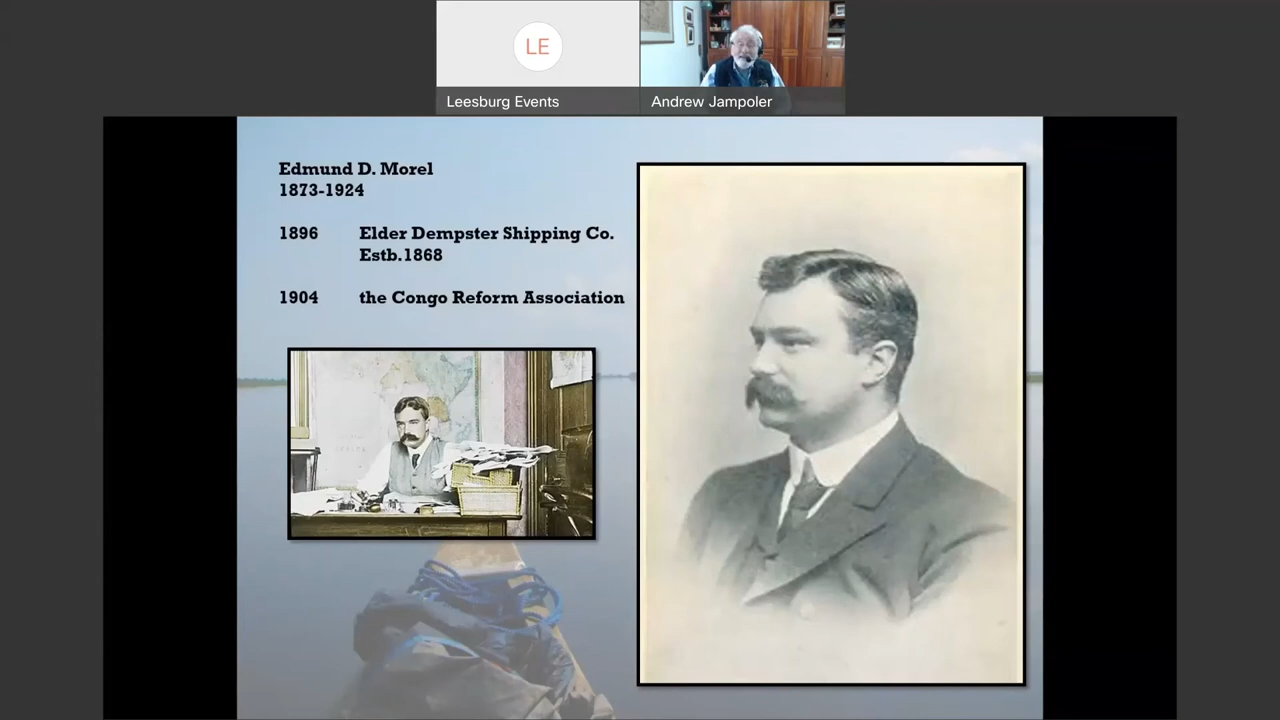 LE
Leesburg Events
Andrew Jampoler
Edmund D. Morel
1873-1924
1896 Elder Dempster Shipping Co.
Estb.1868
1904 the Congo Reform Association